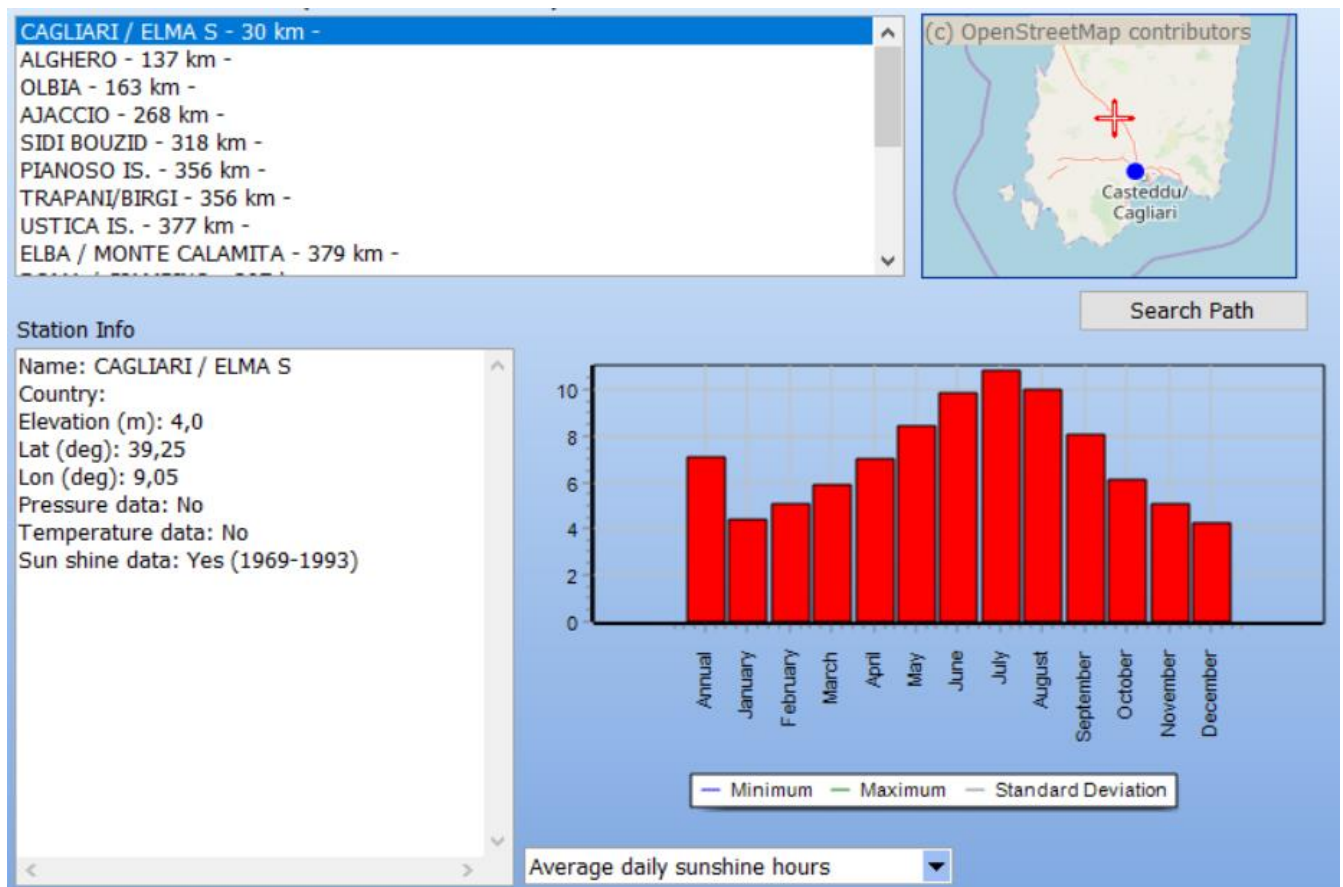 CAGLIARI / ELMA S - 30 km -
ALGHERO - 137 km -
OLBIA - 163 km -
AJACCIO - 268 km -
SIDI BOUZID - 318 km -
PIANOSO IS. - 356 km -
TRAPANI/BIRGI - 356 km -
USTICA IS. - 377 km -
ELBA / MONTE CALAMITA - 379 km -
(c) OpenStreetMap contributors
Casteddu/
Cagliari
Search Path
Station Info
Name: CAGLIARI / ELMA S
Country:
Elevation (m): 4,0
Lat (deg): 39,25
Lon (deg): 9,05
Pressure data: No
Temperature data: No
Sun shine data: Yes (1969-1993)
10
8
6
4
2
0
Annual
January
February
March
April
May
June
July
August
September
October
November
December
Minimum
Maximum
Standard Deviation
Average daily sunshine hours